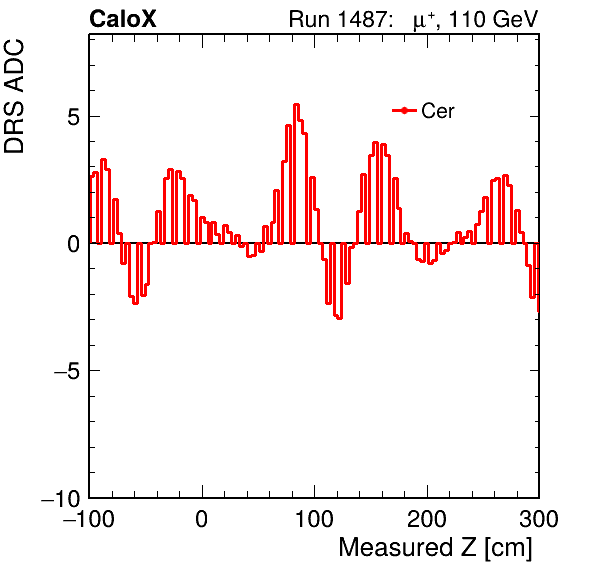 CaloX Run 1487: μ⁺, 110 GeV
DRS ADC
Cer
5
0
−5
−10
−100 0 100 200 300
Measured Z [cm]